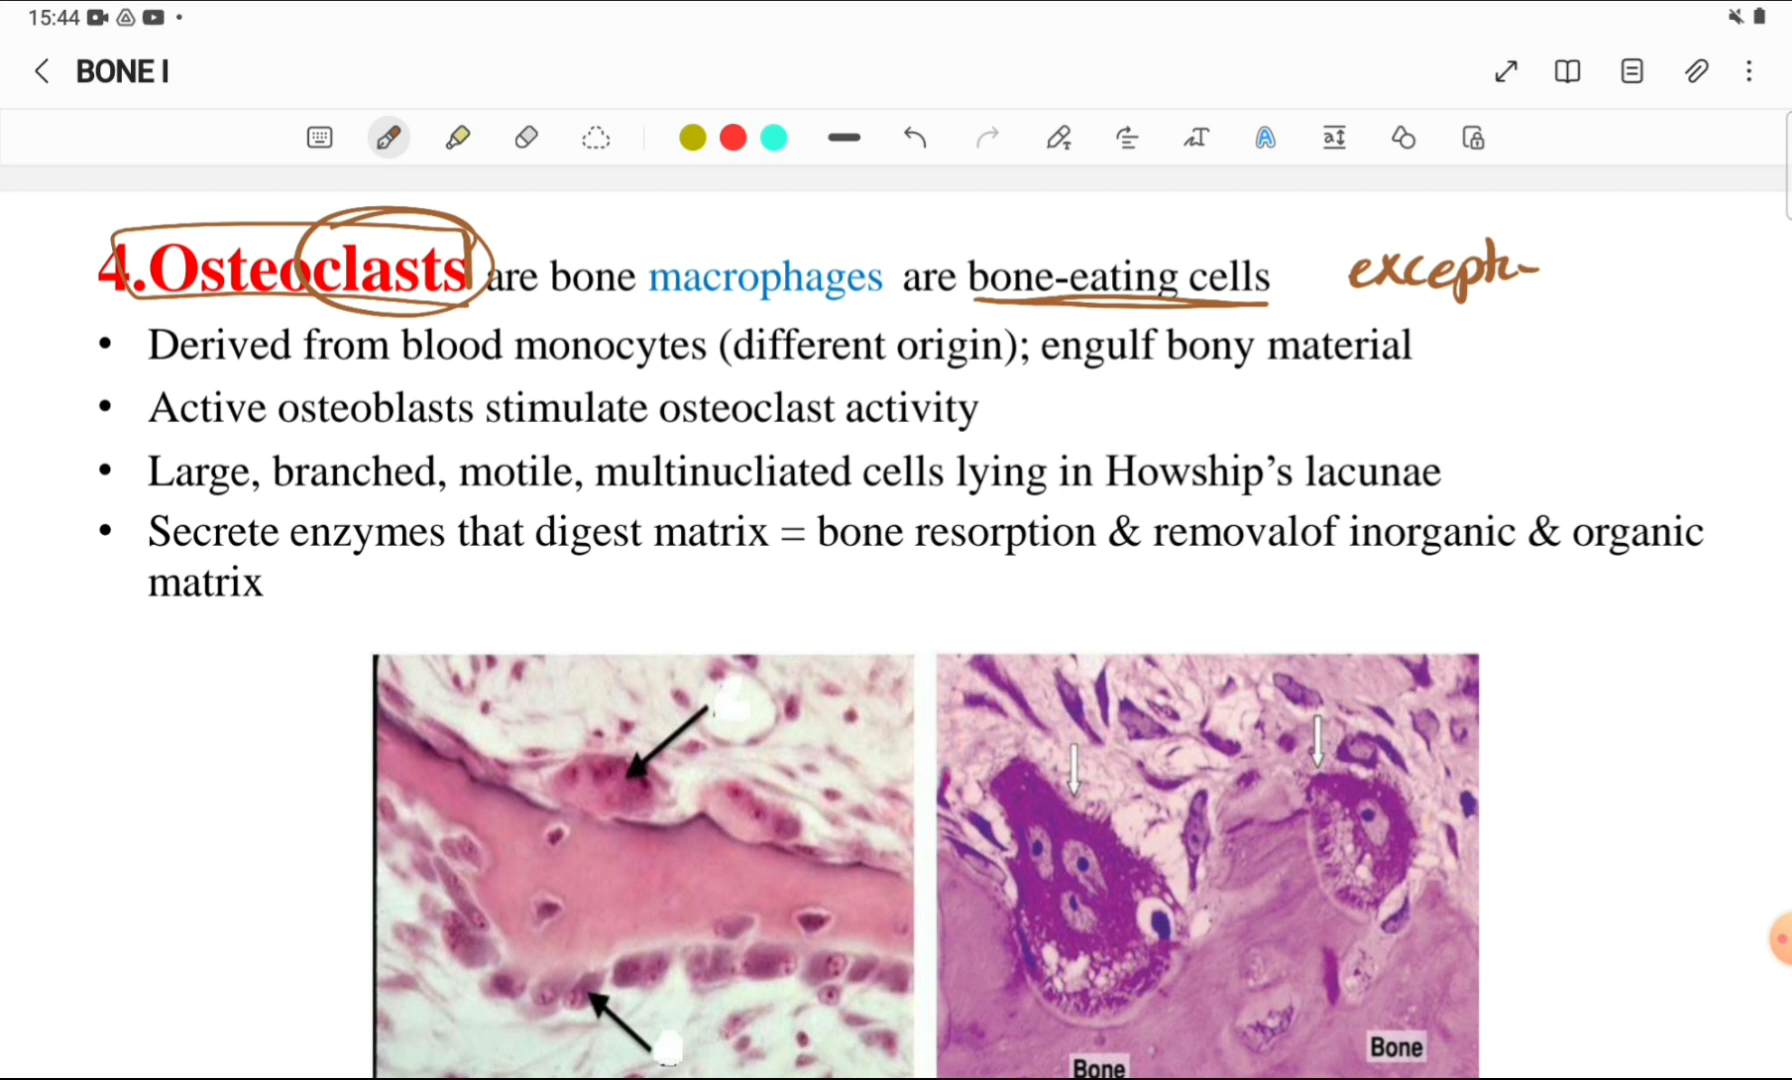 15:44
BONE I
4.Osteoclasts are bone macrophages are bone-eating cells except-
• Derived from blood monocytes (different origin); engulf bony material
• Active osteoblasts stimulate osteoclast activity
• Large, branched, motile, multinucliated cells lying in Howship’s lacunae
• Secrete enzymes that digest matrix = bone resorption & removalof inorganic & organic
matrix
Bone
Bone